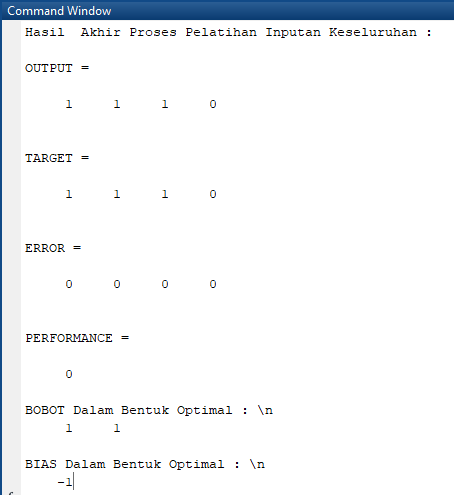 Command Window
Hasil  Akhir Proses Pelatihan Inputan Keseluruhan :
OUTPUT =
1 1 1 0
TARGET =
1 1 1 0
ERROR =
0 0 0 0
PERFORMANCE =
0
BOBOT Dalam Bentuk Optimal : \n
1 1
BIAS Dalam Bentuk Optimal : \n
-1